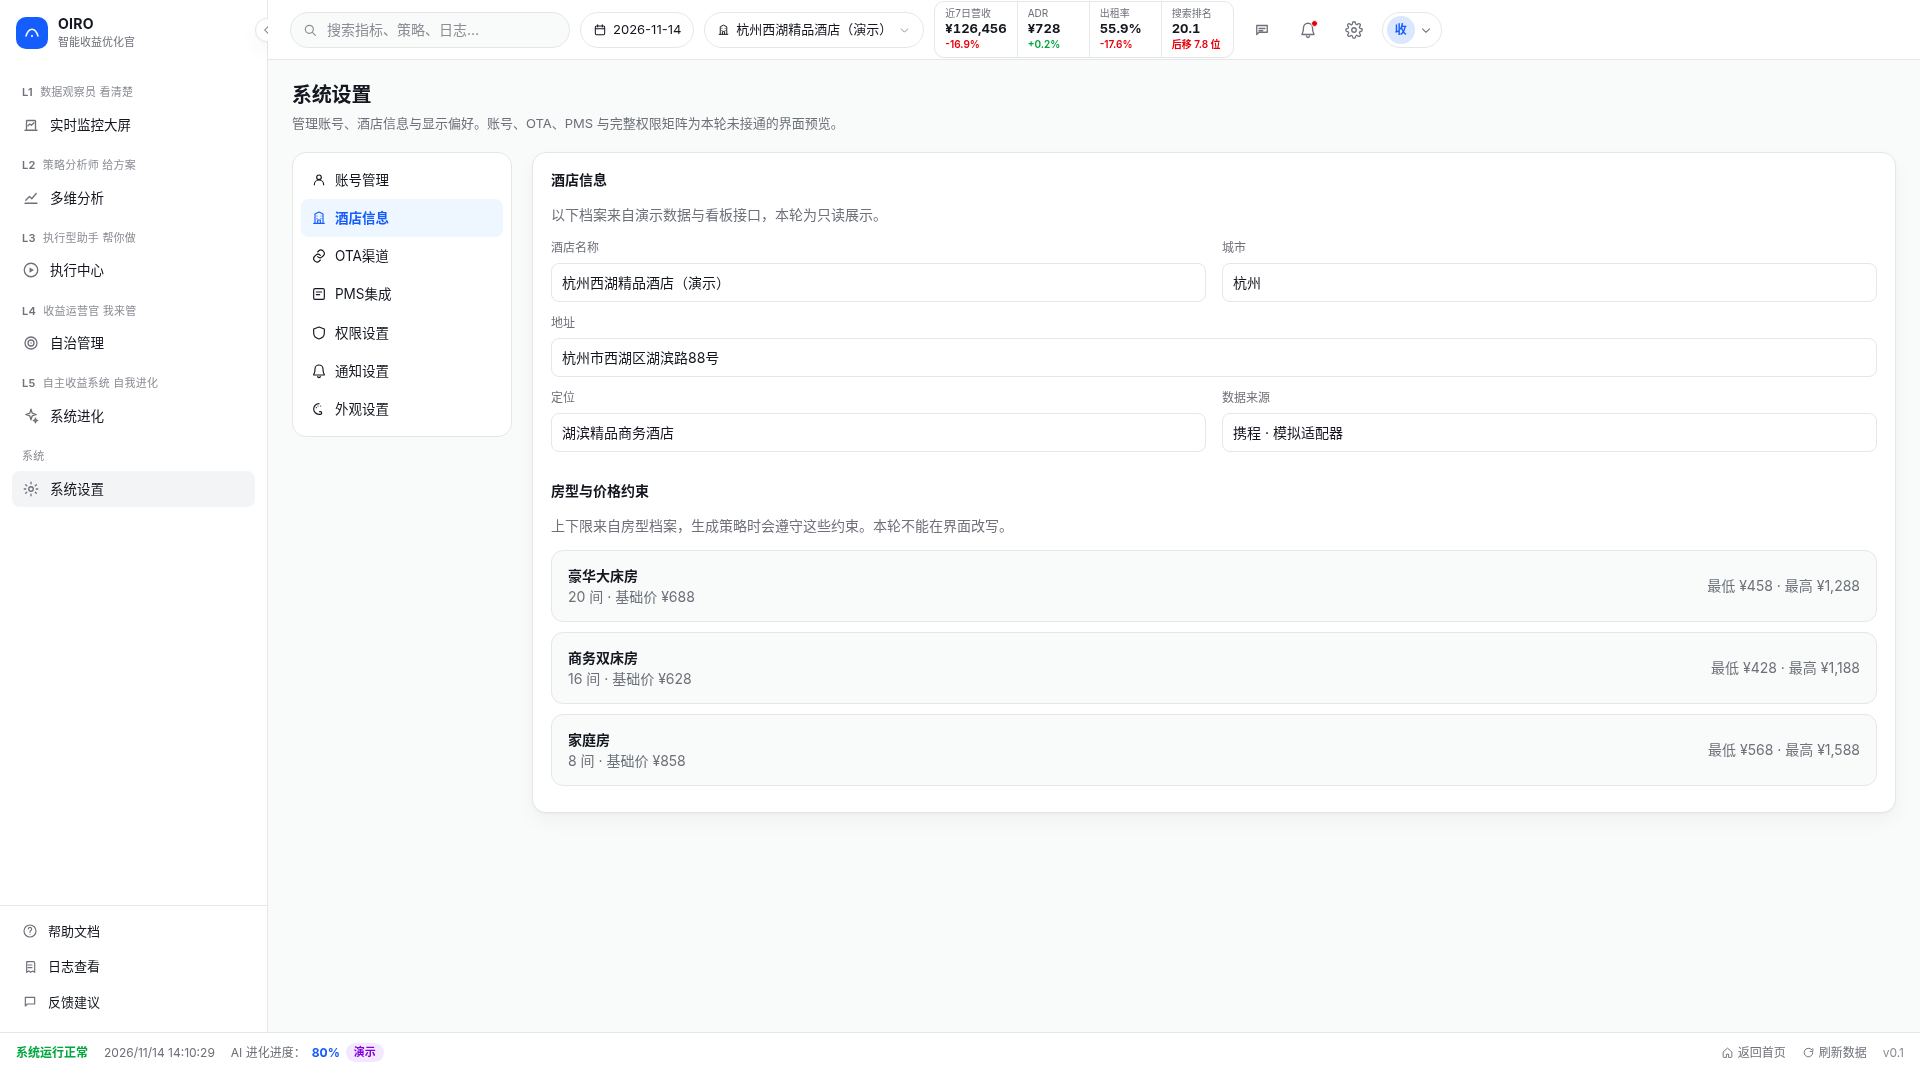 OIRO
智能收益优化官
搜索指标、策略、日志...
2026-11-14
杭州西湖精品酒店（演示）
近7日营收
¥126,456
-16.9%
ADR
¥728
+0.2%
出租率
55.9%
-17.6%
搜索排名
20.1
后移 7.8 位
收
L1 数据观察员 看清楚
实时监控大屏
L2 策略分析师 给方案
多维分析
L3 执行型助手 帮你做
执行中心
L4 收益运营官 我来管
自治管理
L5 自主收益系统 自我进化
系统进化
系统
系统设置
帮助文档
日志查看
反馈建议
系统设置
管理账号、酒店信息与显示偏好。账号、OTA、PMS 与完整权限矩阵为本轮未接通的界面预览。
账号管理
酒店信息
OTA渠道
PMS集成
权限设置
通知设置
外观设置
酒店信息
以下档案来自演示数据与看板接口，本轮为只读展示。
酒店名称
杭州西湖精品酒店（演示）
城市
杭州
地址
杭州市西湖区湖滨路88号
定位
湖滨精品商务酒店
数据来源
携程 · 模拟适配器
房型与价格约束
上下限来自房型档案，生成策略时会遵守这些约束。本轮不能在界面改写。
豪华大床房
20 间 · 基础价 ¥688
最低 ¥458 · 最高 ¥1,288
商务双床房
16 间 · 基础价 ¥628
最低 ¥428 · 最高 ¥1,188
家庭房
8 间 · 基础价 ¥858
最低 ¥568 · 最高 ¥1,588
系统运行正常
2026/11/14 14:10:29
AI 进化进度： 80% 演示
返回首页
刷新数据
v0.1